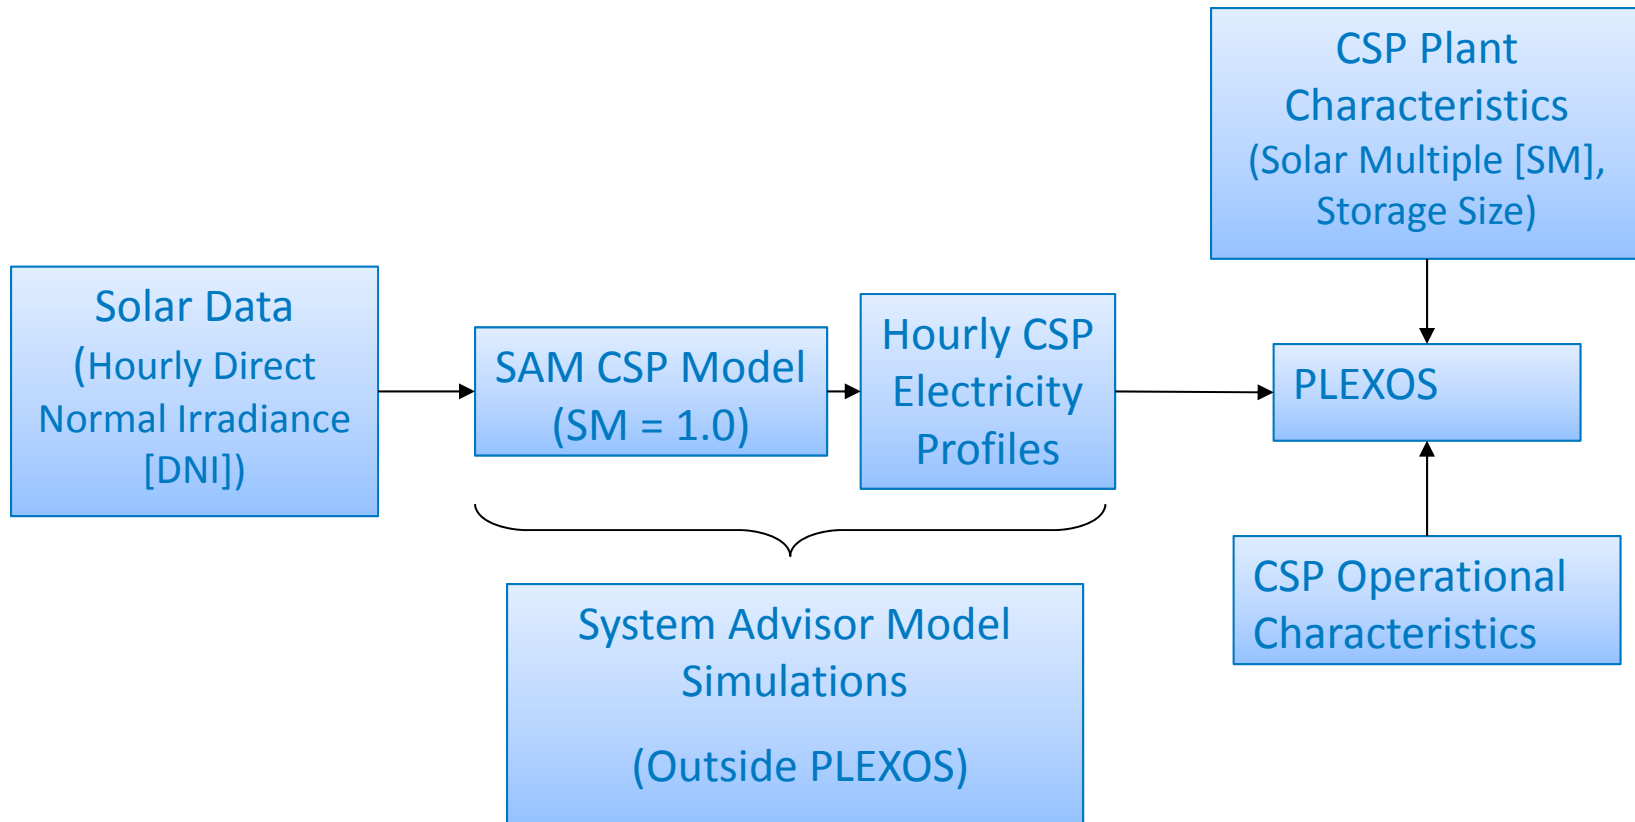 CSP Plant
Characteristics
(Solar Multiple [SM],
Storage Size)
Solar Data
(Hourly Direct
Normal Irradiance
[DNI])
SAM CSP Model
(SM = 1.0)
Hourly CSP
Electricity
Profiles
PLEXOS
CSP Operational
Characteristics
System Advisor Model
Simulations
(Outside PLEXOS)